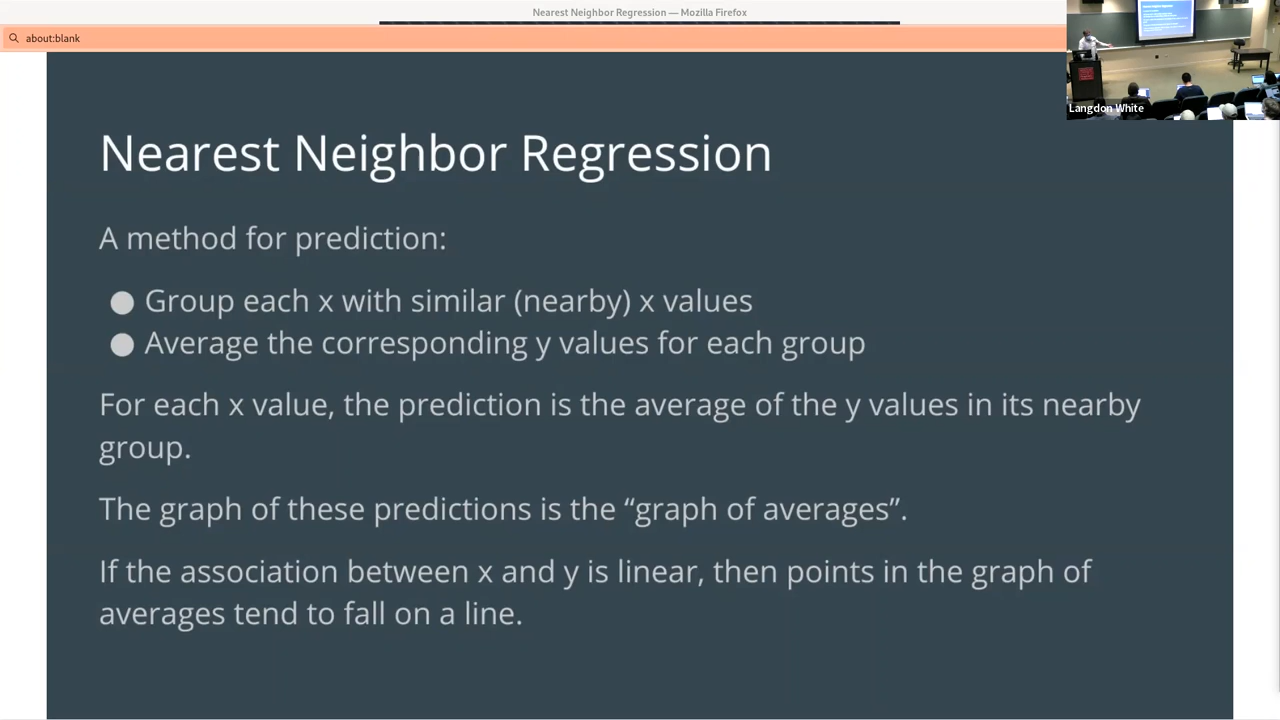 Nearest Neighbor Regression — Mozilla Firefox
about:blank
Langdon White
Nearest Neighbor Regression
A method for prediction:
● Group each x with similar (nearby) x values
● Average the corresponding y values for each group
For each x value, the prediction is the average of the y values in its nearby
group.
The graph of these predictions is the “graph of averages”.
If the association between x and y is linear, then points in the graph of
averages tend to fall on a line.